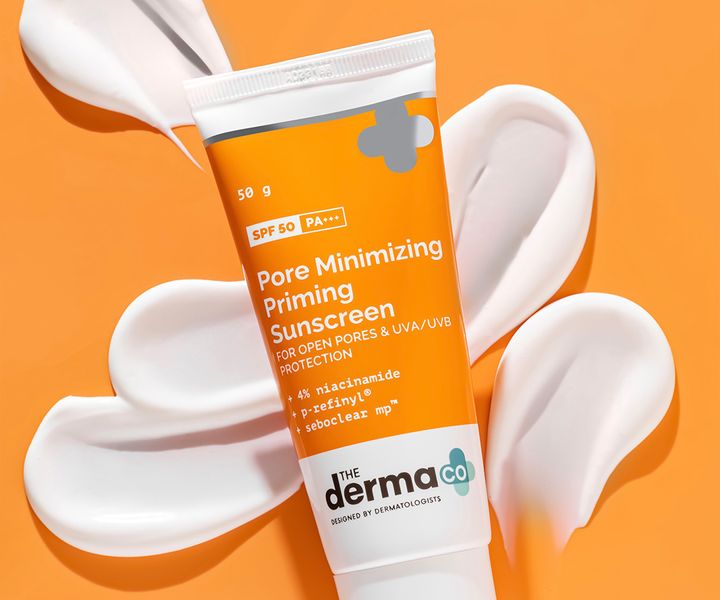 50 g
SPF 50 PA+++
Pore Minimizing
Priming
Sunscreen
FOR OPEN PORES & UVA/UVB
PROTECTION
+ 4% niacinamide
+ p-refinyl®
+ seboclear mp™
THE
derma co
DESIGNED BY DERMATOLOGISTS